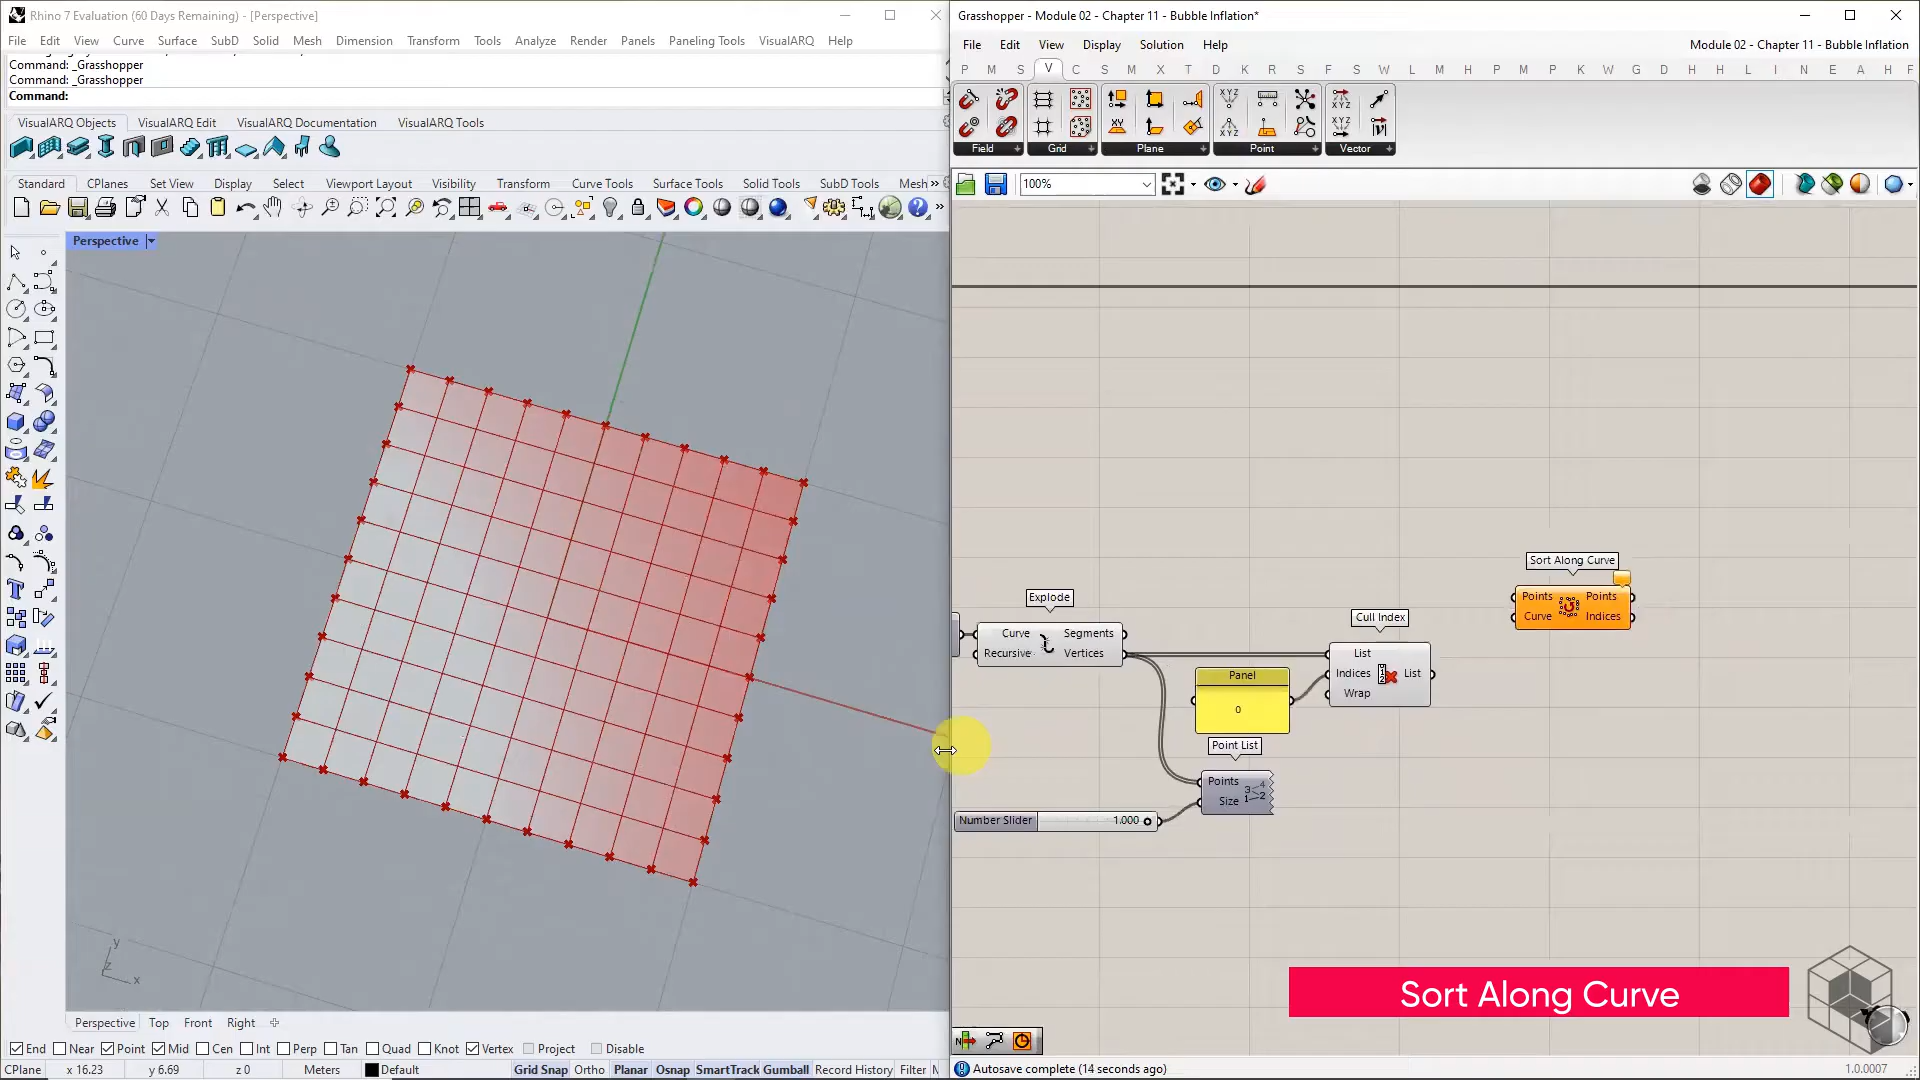 Rhino 7 Evaluation (60 Days Remaining) - [Perspective]
File Edit View Curve Surface SubD Solid Mesh Dimension Transform Tools Analyze Render Panels Paneling Tools VisualARQ Help
Command: _Grasshopper
Command: _Grasshopper
Command:
VisualARQ Objects VisualARQ Edit VisualARQ Documentation VisualARQ Tools
Standard CPlanes Set View Display Select Viewport Layout Visibility Transform Curve Tools Surface Tools Solid Tools SubD Tools Mesh
Perspective
y
z
x
Perspective Top Front Right
End Near Point Mid Cen Int Perp Tan Quad Knot Vertex Project Disable
CPlane x 16.23 y 6.69 z 0 Meters Default Grid Snap Ortho Planar Osnap SmartTrack Gumball Record History Filter
Grasshopper - Module 02 - Chapter 11 - Bubble Inflation*
File Edit View Display Solution Help
Module 02 - Chapter 11 - Bubble Inflation
P M S V C S M X T D K R S F S W L M H P M P K W G D H H L I N E A H F
Field Grid Plane Point Vector
100%
Sort Along Curve
Points Points
Curve Indices
Explode
Curve Segments
Recursive Vertices
Cull Index
List
Indices List
Wrap
Panel
0
Point List
Points
Size
Number Slider 1.000
Sort Along Curve
Autosave complete (14 seconds ago)
1.0.0007